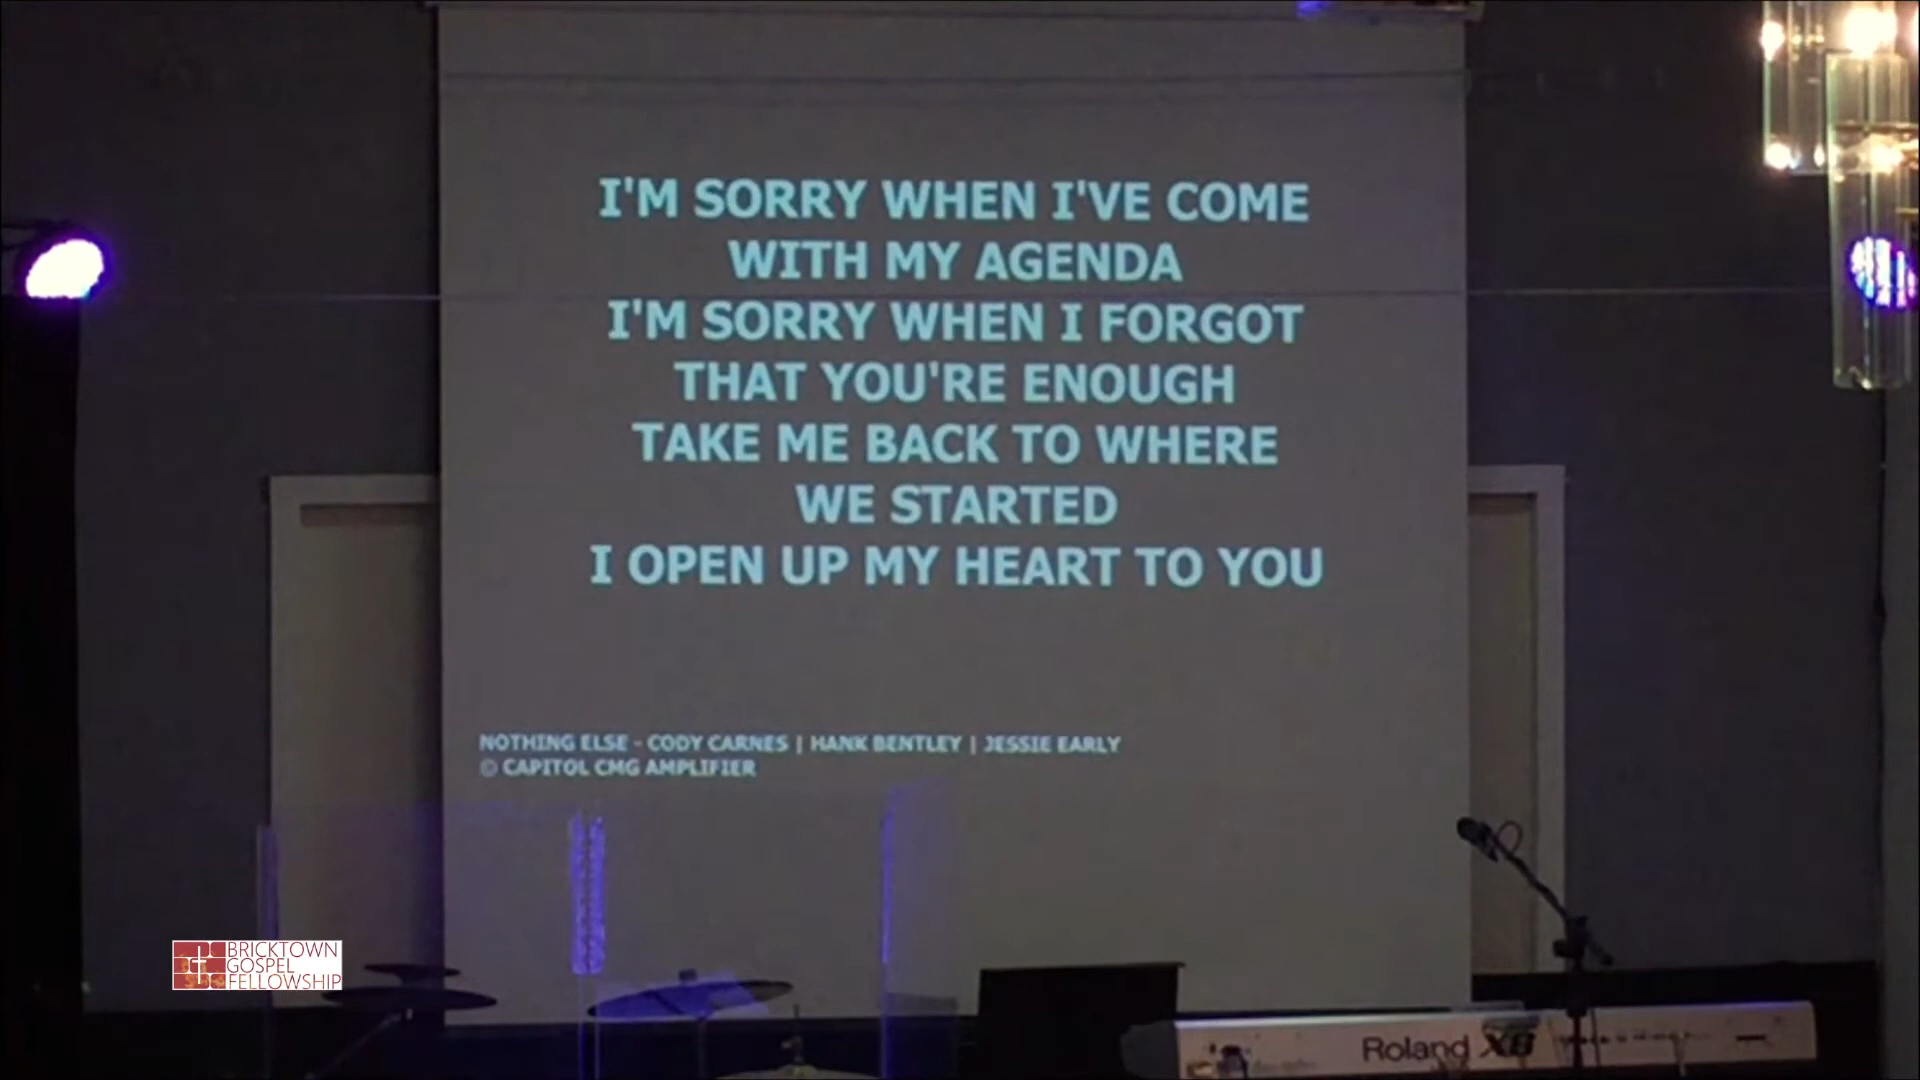 I'M SORRY WHEN I'VE COME
WITH MY AGENDA
I'M SORRY WHEN I FORGOT
THAT YOU'RE ENOUGH
TAKE ME BACK TO WHERE
WE STARTED
I OPEN UP MY HEART TO YOU
NOTHING ELSE - CODY CARNES | HANK BENTLEY | JESSIE EARLY
© CAPITOL CMG AMPLIFIER
BRICKTOWN
GOSPEL
FELLOWSHIP
Roland X8